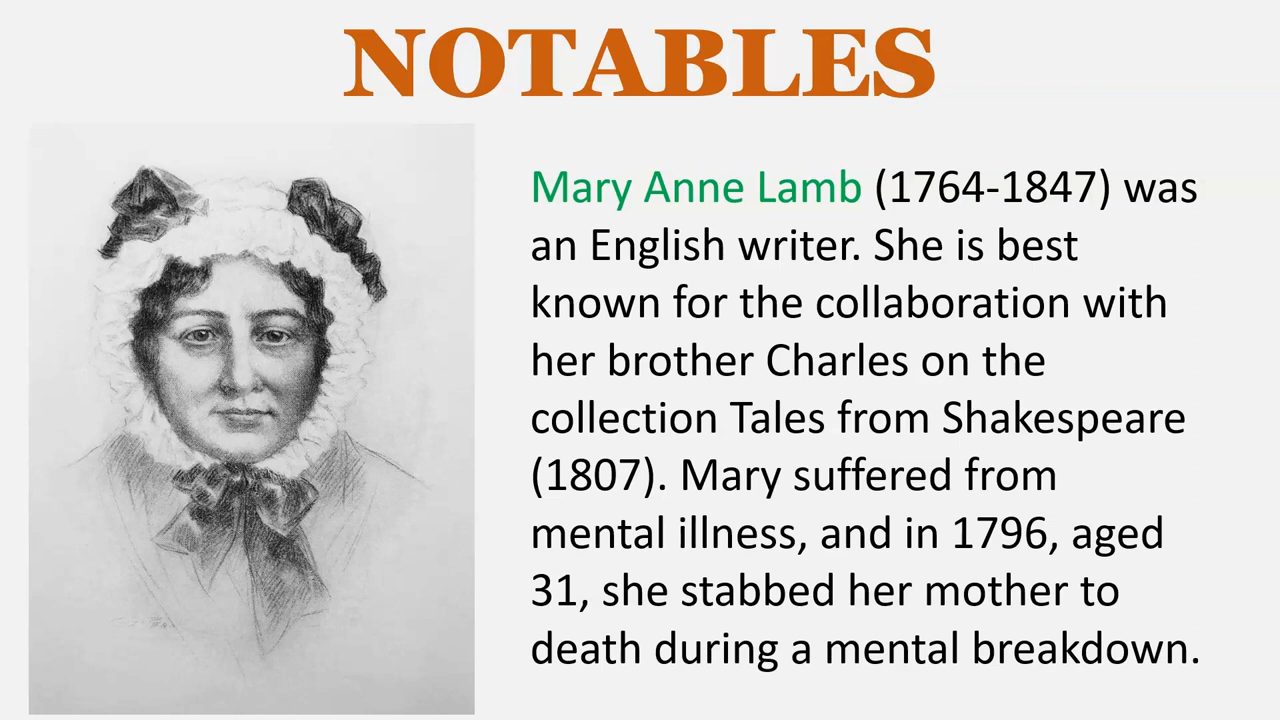 NOTABLES
Mary Anne Lamb (1764-1847) was
an English writer. She is best
known for the collaboration with
her brother Charles on the
collection Tales from Shakespeare
(1807). Mary suffered from
mental illness, and in 1796, aged
31, she stabbed her mother to
death during a mental breakdown.